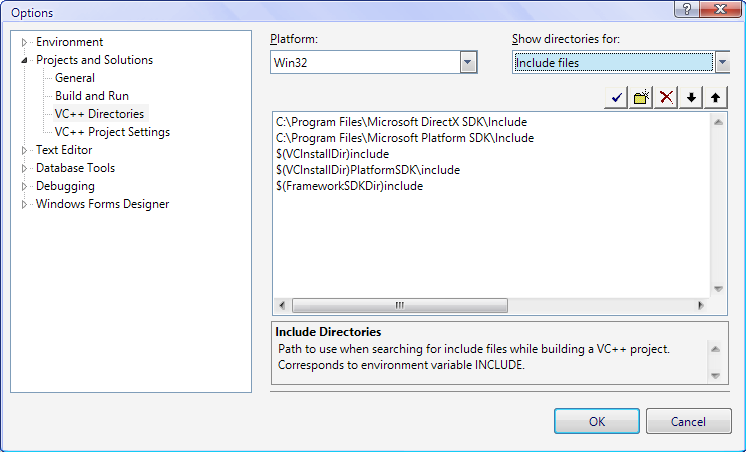 Options
Environment
Projects and Solutions
General
Build and Run
VC++ Directories
VC++ Project Settings
Text Editor
Database Tools
Debugging
Windows Forms Designer
Platform:
Win32
Show directories for:
Include files
C:\Program Files\Microsoft DirectX SDK\Include
C:\Program Files\Microsoft Platform SDK\Include
$(VCInstallDir)include
$(VCInstallDir)PlatformSDK\include
$(FrameworkSDKDir)include
Include Directories
Path to use when searching for include files while building a VC++ project.
Corresponds to environment variable INCLUDE.
OK
Cancel